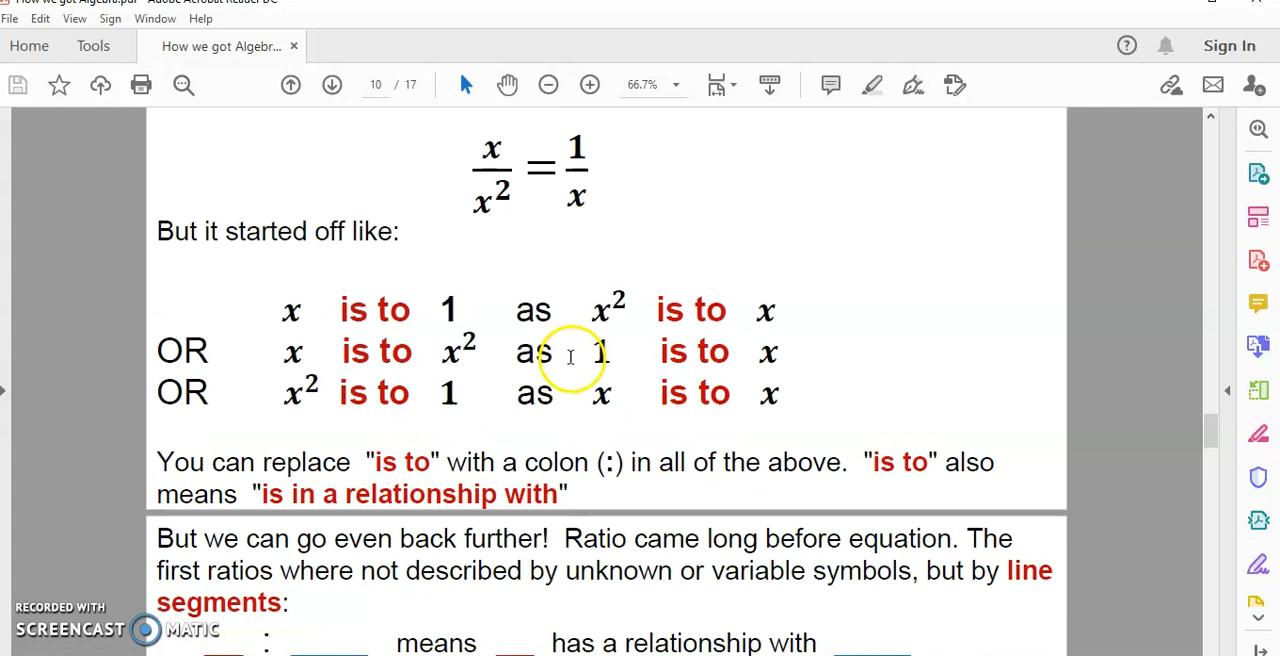 How we got Algebra.pdf - Adobe Acrobat Reader DC
File Edit View Sign Window Help
Home Tools How we got Algebr... × ? Sign In
10 / 17 66.7%
x/x² = 1/x
But it started off like:
x is to 1 as x² is to x
OR x is to x² as 1 is to x
OR x² is to 1 as x is to x
You can replace "is to" with a colon (:) in all of the above. "is to" also
means "is in a relationship with"
But we can go even back further! Ratio came long before equation. The
first ratios where not described by unknown or variable symbols, but by line
segments:
: means has a relationship with
RECORDED WITH
SCREENCAST MATIC